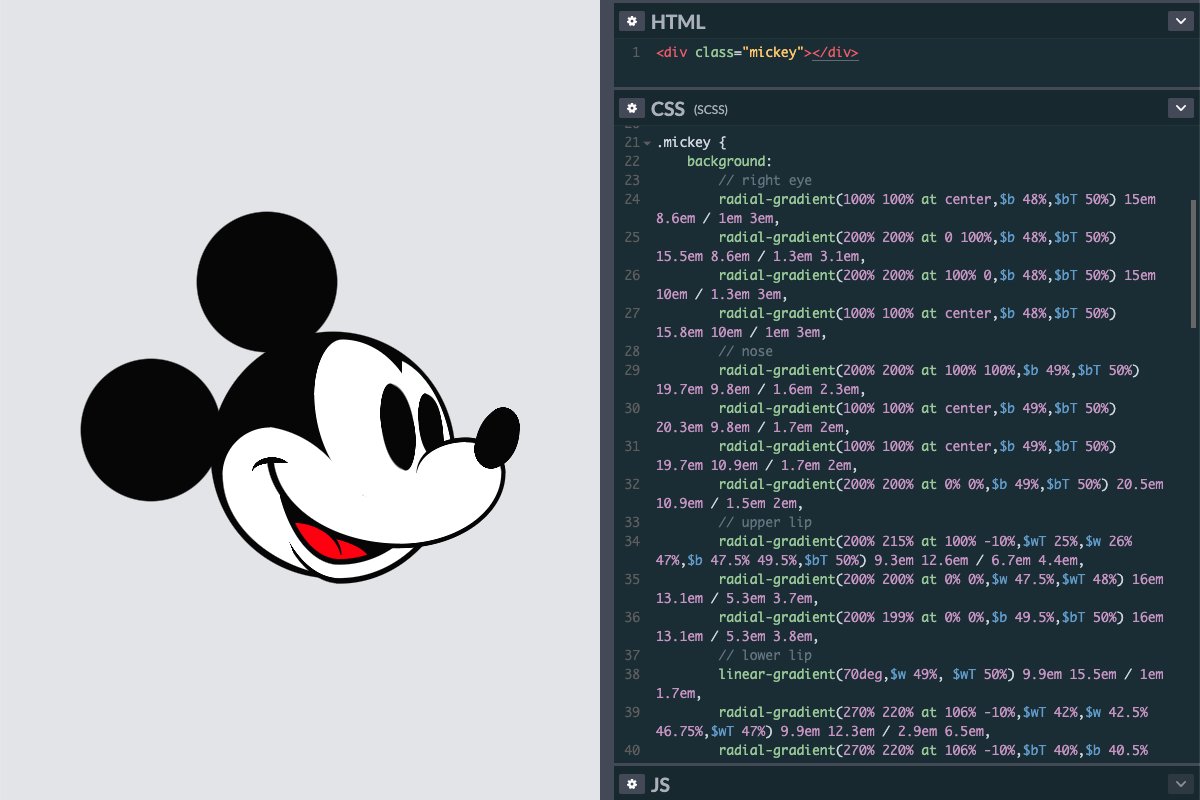 HTML
1 <div class="mickey"></div>
CSS (SCSS)
21 .mickey {
22 background:
23 // right eye
24 radial-gradient(100% 100% at center,$b 48%,$bT 50%) 15em
8.6em / 1em 3em,
25 radial-gradient(200% 200% at 0 100%,$b 48%,$bT 50%)
15.5em 8.6em / 1.3em 3.1em,
26 radial-gradient(200% 200% at 100% 0,$b 48%,$bT 50%) 15em
10em / 1.3em 3em,
27 radial-gradient(100% 100% at center,$b 48%,$bT 50%)
15.8em 10em / 1em 3em,
28 // nose
29 radial-gradient(200% 200% at 100% 100%,$b 49%,$bT 50%)
19.7em 9.8em / 1.6em 2.3em,
30 radial-gradient(100% 100% at center,$b 49%,$bT 50%)
20.3em 9.8em / 1.7em 2em,
31 radial-gradient(100% 100% at center,$b 49%,$bT 50%)
19.7em 10.9em / 1.7em 2em,
32 radial-gradient(200% 200% at 0% 0%,$b 49%,$bT 50%) 20.5em
10.9em / 1.5em 2em,
33 // upper lip
34 radial-gradient(200% 215% at 100% -10%,$wT 25%,$w 26%
47%,$b 47.5% 49.5%,$bT 50%) 9.3em 12.6em / 6.7em 4.4em,
35 radial-gradient(200% 200% at 0% 0%,$w 47.5%,$wT 48%) 16em
13.1em / 5.3em 3.7em,
36 radial-gradient(200% 199% at 0% 0%,$b 49.5%,$bT 50%) 16em
13.1em / 5.3em 3.8em,
37 // lower lip
38 linear-gradient(70deg,$w 49%, $wT 50%) 9.9em 15.5em / 1em
1.7em,
39 radial-gradient(270% 220% at 106% -10%,$wT 42%,$w 42.5%
46.75%,$wT 47%) 9.9em 12.3em / 2.9em 6.5em,
40 radial-gradient(270% 220% at 106% -10%,$bT 40%,$b 40.5%
JS